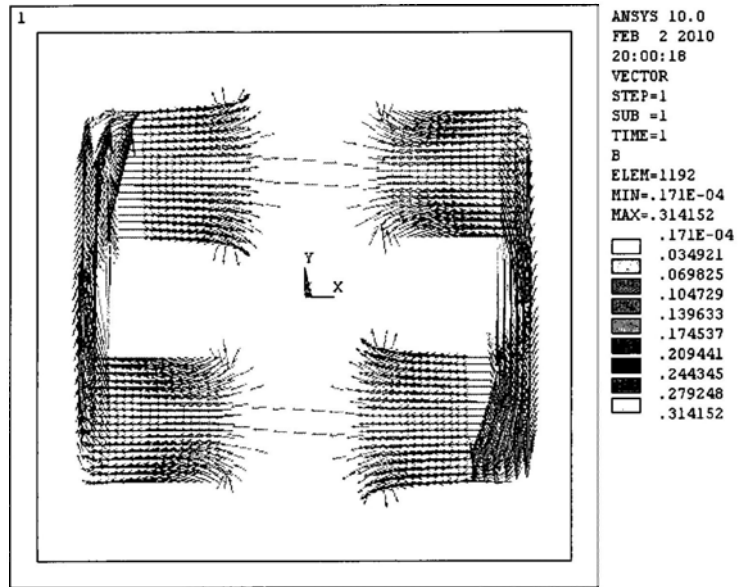 1
ANSYS 10.0
FEB 2 2010
20:00:18
VECTOR
STEP=1
SUB =1
TIME=1
B
ELEM=1192
MIN=.171E-04
MAX=.314152
.171E-04
.034921
.069825
.104729
.139633
.174537
.209441
.244345
.279248
.314152
Y
X